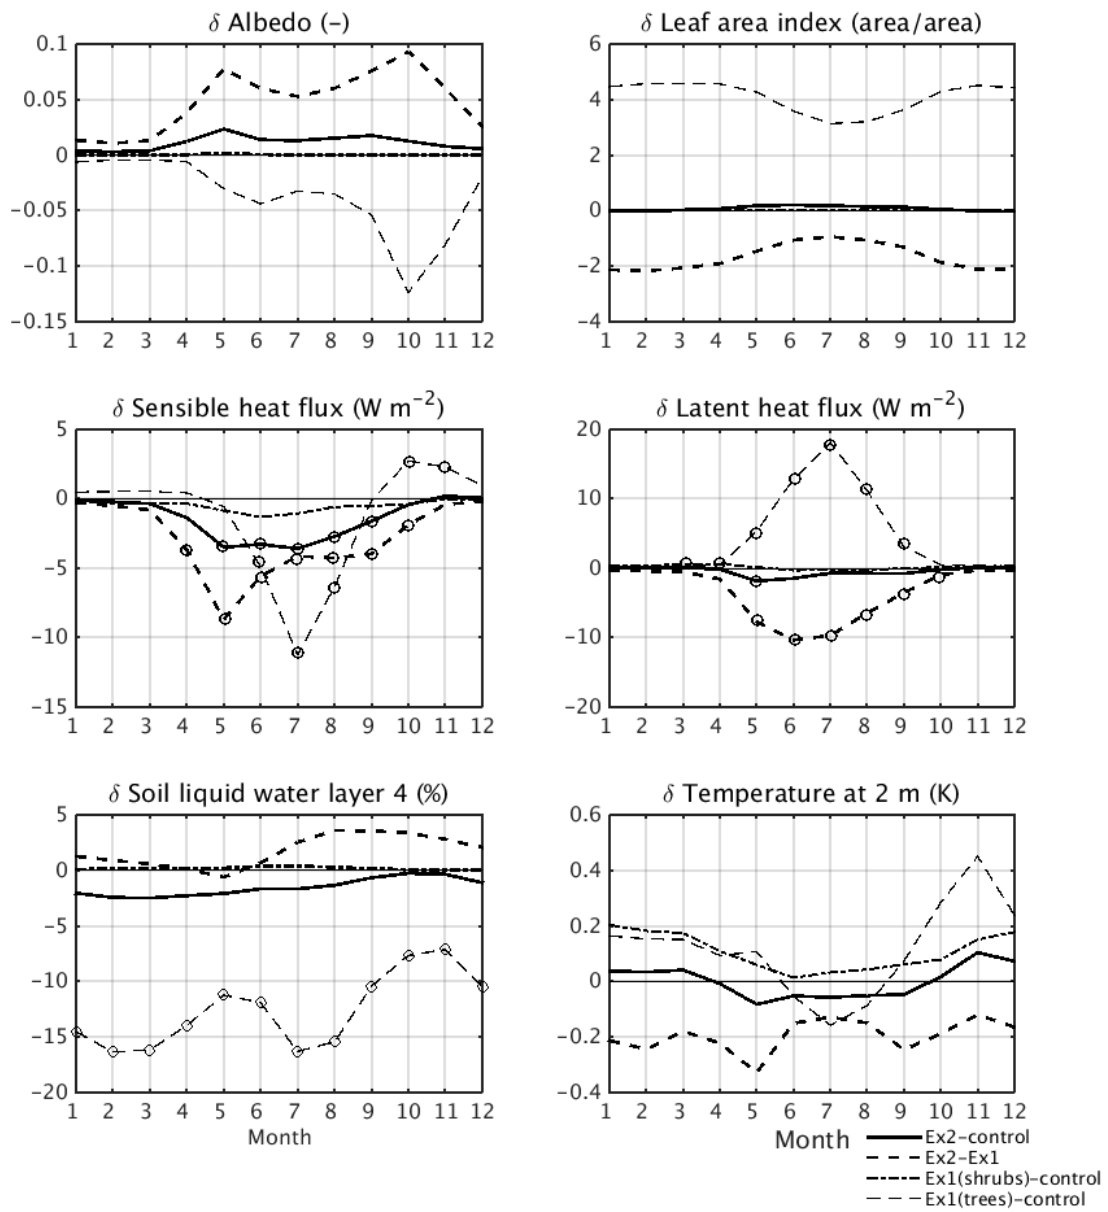 δ Albedo (−)
0.1
0.05
0
−0.05
−0.1
−0.15
1 2 3 4 5 6 7 8 9 10 11 12
δ Leaf area index (area/area)
6
4
2
0
−2
−4
1 2 3 4 5 6 7 8 9 10 11 12
δ Sensible heat flux (W m⁻²)
5
0
−5
−10
−15
1 2 3 4 5 6 7 8 9 10 11 12
δ Latent heat flux (W m⁻²)
20
10
0
−10
−20
1 2 3 4 5 6 7 8 9 10 11 12
δ Soil liquid water layer 4 (%)
5
0
−5
−10
−15
−20
1 2 3 4 5 6 7 8 9 10 11 12
Month
δ Temperature at 2 m (K)
0.6
0.4
0.2
0
−0.2
−0.4
1 2 3 4 5 6 7 8 9 10 11 12
Month
Ex2−control
Ex2−Ex1
Ex1(shrubs)−control
Ex1(trees)−control